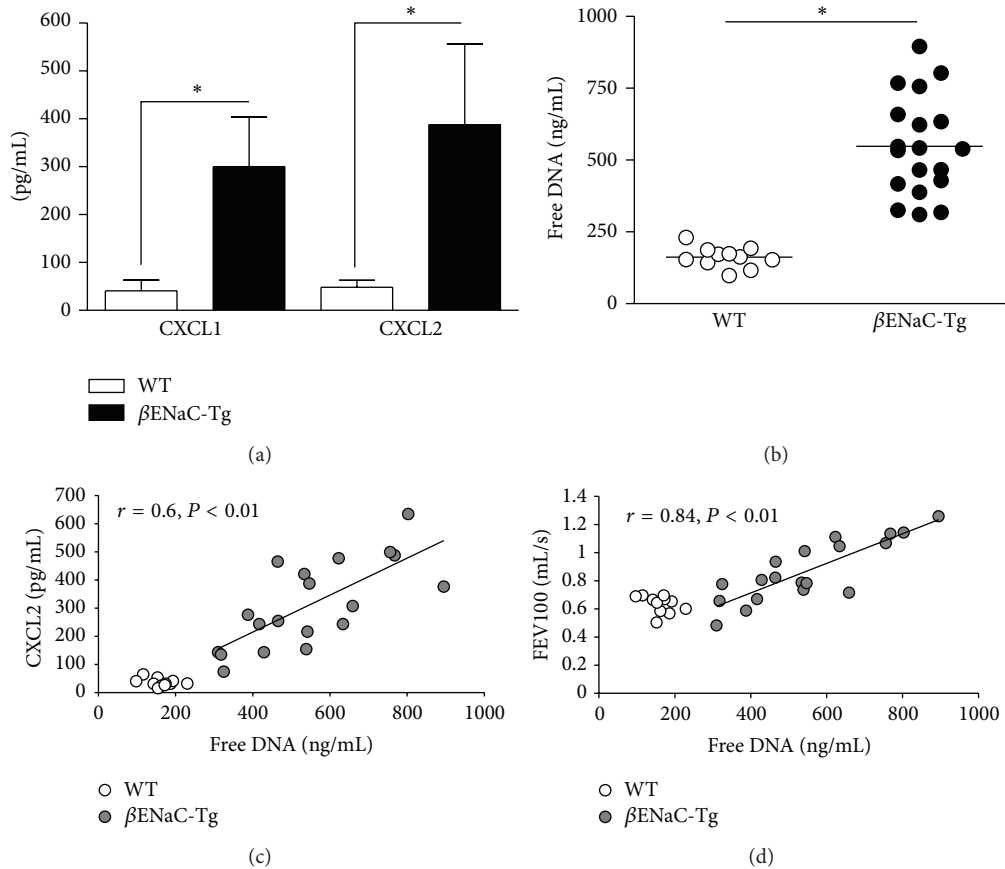 600
500
400
300
200
100
0
(pg/mL)
*
*
CXCL1
CXCL2
WT
βENaC-Tg
(a)
1000
750
500
250
0
Free DNA (ng/mL)
*
WT
βENaC-Tg
(b)
700
600
500
400
300
200
100
0
CXCL2 (pg/mL)
r = 0.6, P < 0.01
0 200 400 600 800 1000
Free DNA (ng/mL)
WT
βENaC-Tg
(c)
1.4
1.2
1
0.8
0.6
0.4
0.2
0
FEV100 (mL/s)
r = 0.84, P < 0.01
0 200 400 600 800 1000
Free DNA (ng/mL)
WT
βENaC-Tg
(d)